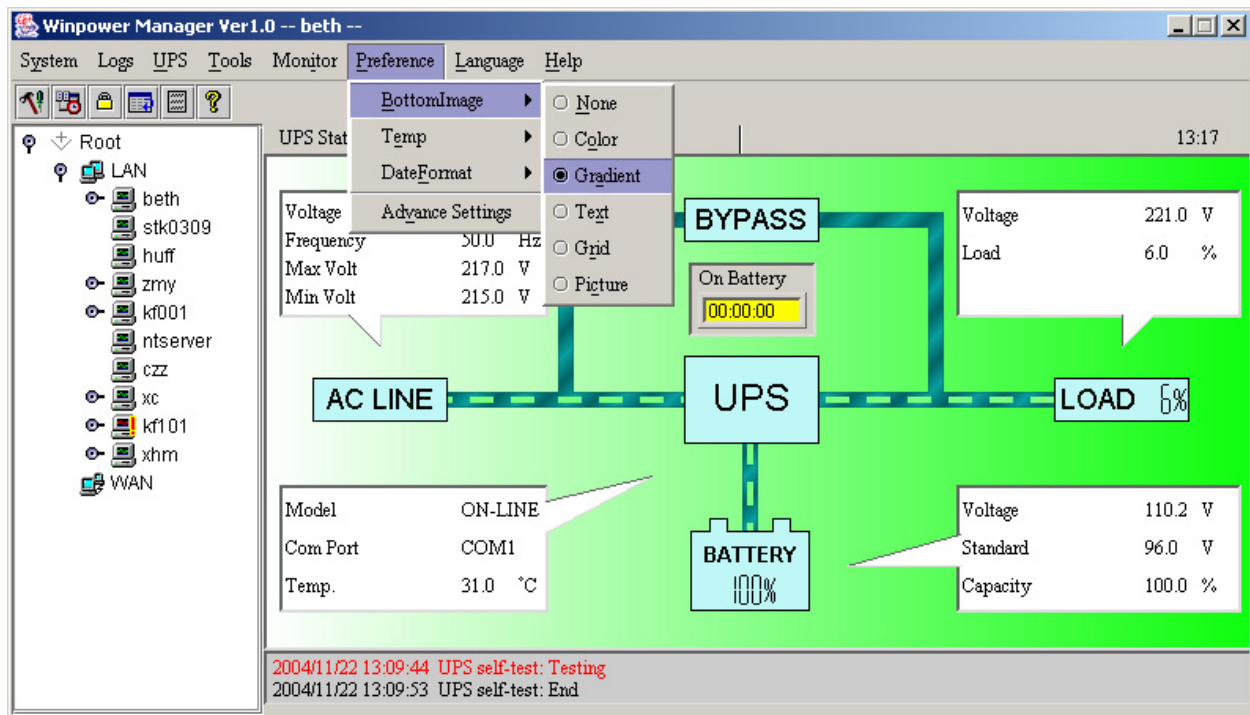 Winpower Manager Ver1.0 -- beth --
System Logs UPS Tools Monitor Preference Language Help
BottomImage
Temp
DateFormat
Advance Settings
None
Color
Gradient
Text
Grid
Picture
Root
LAN
beth
stk0309
huff
zmy
kf001
ntserver
czz
xc
kf101
xhm
WAN
UPS Stat
13:17
Voltage
Frequency 50.0 Hz
Max Volt 217.0 V
Min Volt 215.0 V
BYPASS
On Battery
00:00:00
Voltage 221.0 V
Load 6.0 %
AC LINE
UPS
LOAD 6%
Model ON-LINE
Com Port COM1
Temp. 31.0 °C
BATTERY
100%
Voltage 110.2 V
Standard 96.0 V
Capacity 100.0 %
2004/11/22 13:09:44 UPS self-test: Testing
2004/11/22 13:09:53 UPS self-test: End